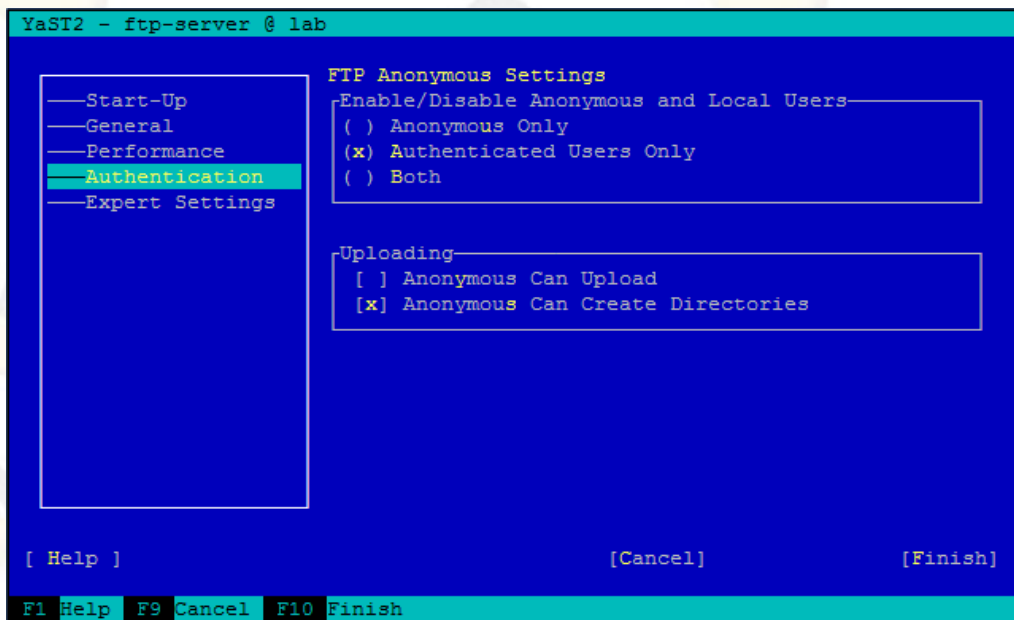 YaST2 - ftp-server @ lab
Start-Up
General
Performance
Authentication
Expert Settings
FTP Anonymous Settings
Enable/Disable Anonymous and Local Users
( ) Anonymous Only
(x) Authenticated Users Only
( ) Both
Uploading
[ ] Anonymous Can Upload
[x] Anonymous Can Create Directories
[ Help ] [Cancel] [Finish]
F1 Help F9 Cancel F10 Finish